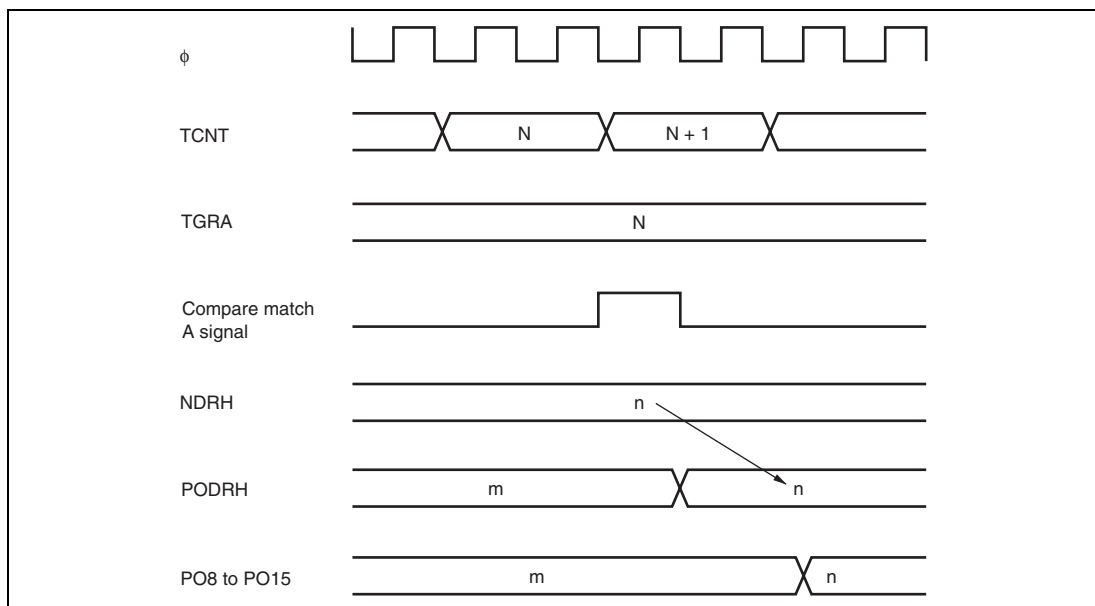 ϕ
TCNT
N
N + 1
TGRA
N
Compare match
A signal
NDRH
n
PODRH
m
n
PO8 to PO15
m
n